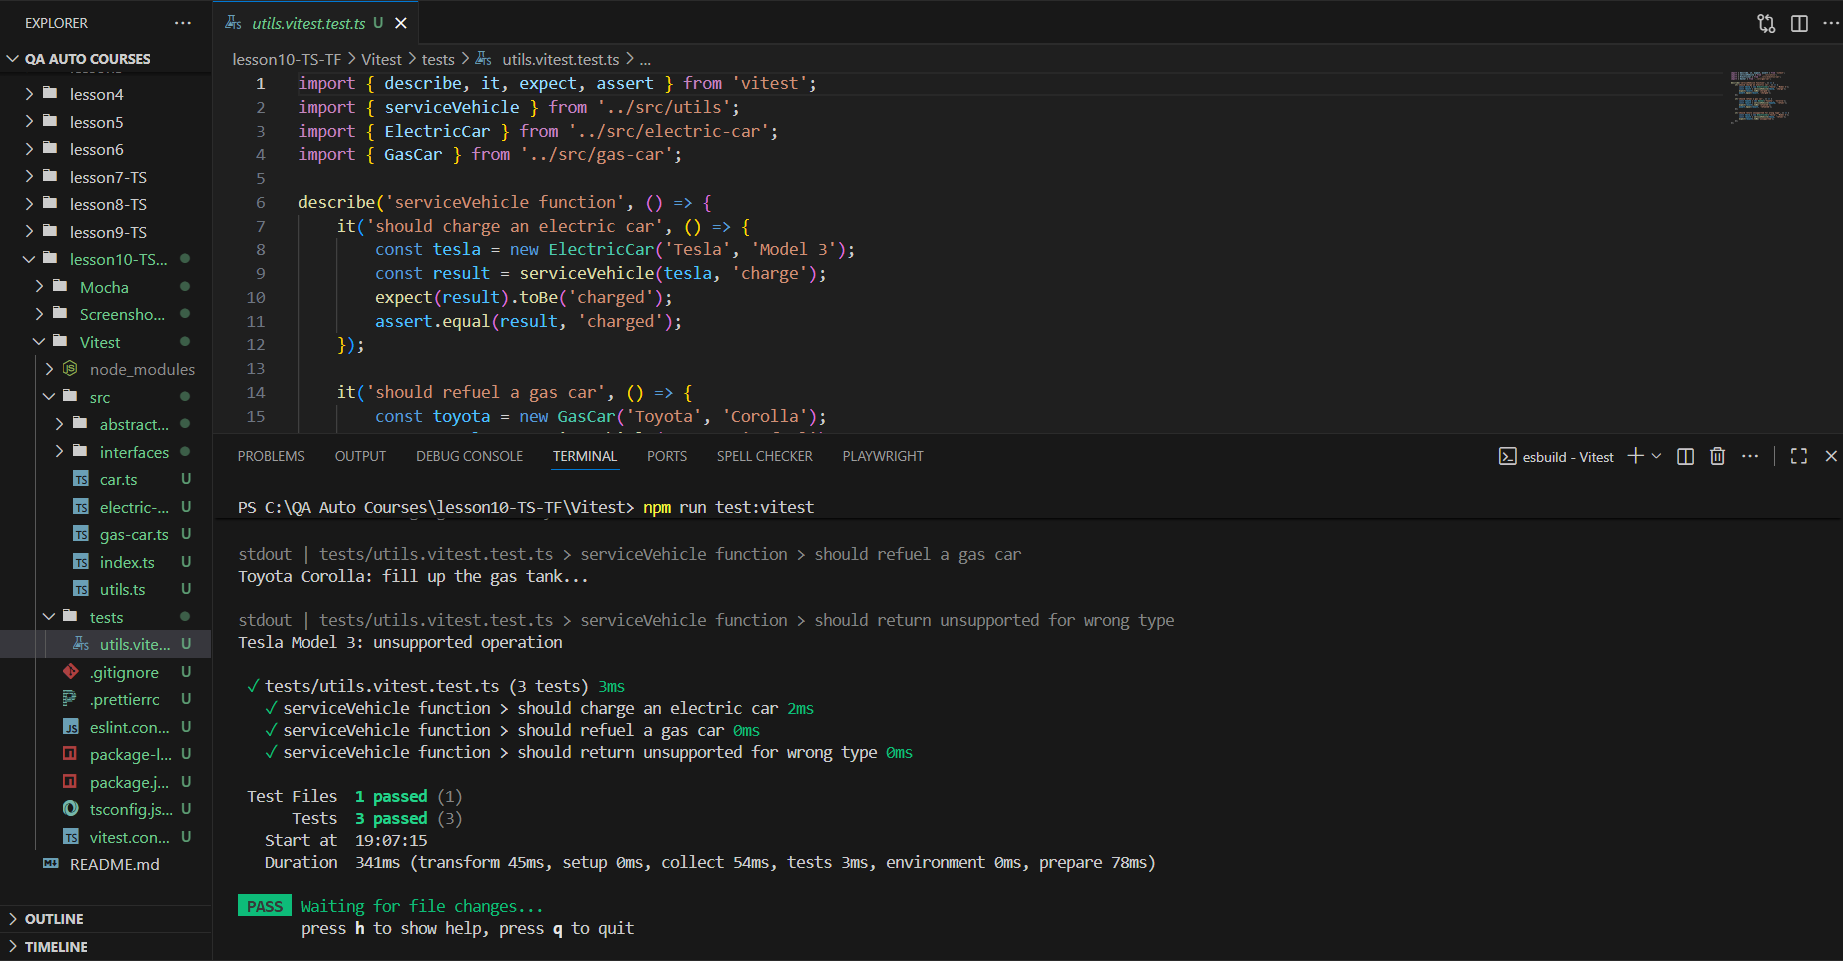 EXPLORER
QA AUTO COURSES
lesson4
lesson5
lesson6
lesson7-TS
lesson8-TS
lesson9-TS
lesson10-TS...
Mocha
Screensho...
Vitest
node_modules
src
abstract...
interfaces
car.ts U
electric-... U
gas-car.ts U
index.ts U
utils.ts U
tests
utils.vite... U
.gitignore U
.prettierrc U
eslint.con... U
package-l... U
package.j... U
tsconfig.js... U
vitest.con... U
README.md
OUTLINE
TIMELINE
utils.vitest.test.ts U
lesson10-TS-TF > Vitest > tests > utils.vitest.test.ts > ...
1 import { describe, it, expect, assert } from 'vitest';
2 import { serviceVehicle } from '../src/utils';
3 import { ElectricCar } from '../src/electric-car';
4 import { GasCar } from '../src/gas-car';
5
6 describe('serviceVehicle function', () => {
7 it('should charge an electric car', () => {
8 const tesla = new ElectricCar('Tesla', 'Model 3');
9 const result = serviceVehicle(tesla, 'charge');
10 expect(result).toBe('charged');
11 assert.equal(result, 'charged');
12 });
13
14 it('should refuel a gas car', () => {
15 const toyota = new GasCar('Toyota', 'Corolla');
PROBLEMS OUTPUT DEBUG CONSOLE TERMINAL PORTS SPELL CHECKER PLAYWRIGHT
esbuild - Vitest
PS C:\QA Auto Courses\lesson10-TS-TF\Vitest> npm run test:vitest
stdout | tests/utils.vitest.test.ts > serviceVehicle function > should refuel a gas car
Toyota Corolla: fill up the gas tank...
stdout | tests/utils.vitest.test.ts > serviceVehicle function > should return unsupported for wrong type
Tesla Model 3: unsupported operation
✓ tests/utils.vitest.test.ts (3 tests) 3ms
✓ serviceVehicle function > should charge an electric car 2ms
✓ serviceVehicle function > should refuel a gas car 0ms
✓ serviceVehicle function > should return unsupported for wrong type 0ms
Test Files 1 passed (1)
Tests 3 passed (3)
Start at 19:07:15
Duration 341ms (transform 45ms, setup 0ms, collect 54ms, tests 3ms, environment 0ms, prepare 78ms)
PASS Waiting for file changes...
press h to show help, press q to quit